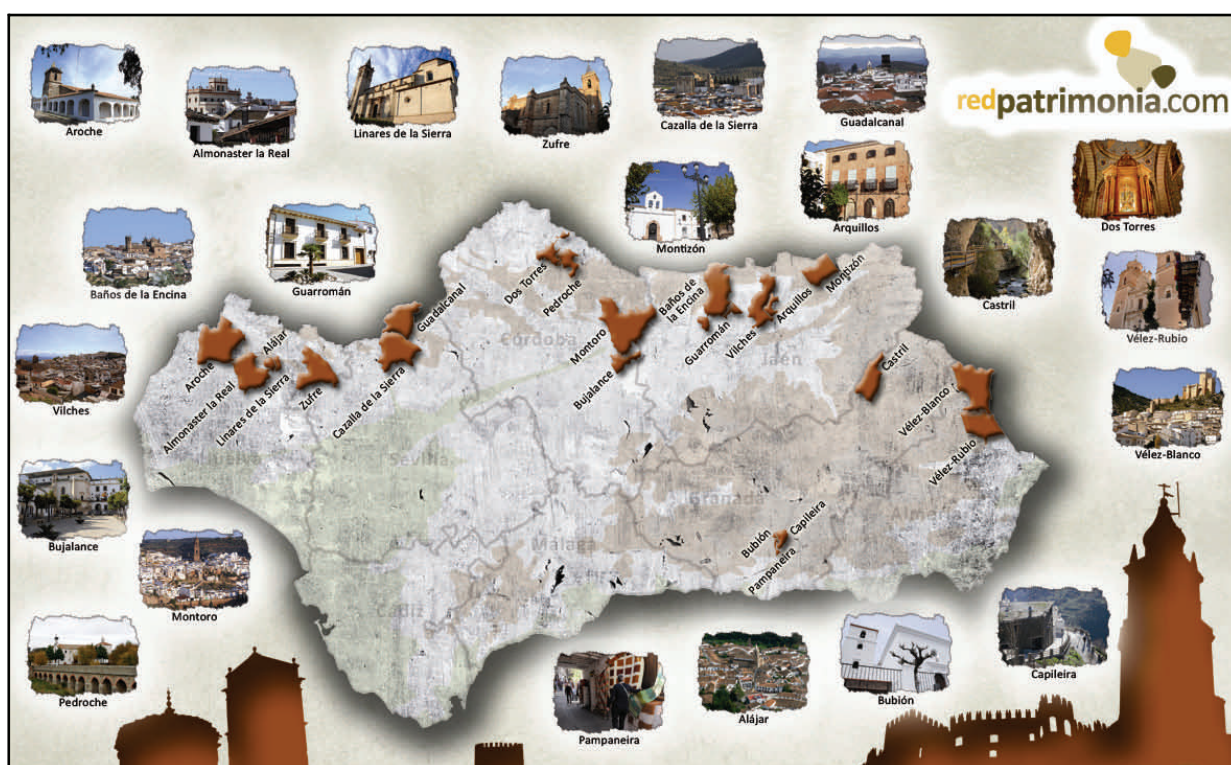 redpatrimonia.com
Aroche
Almonaster la Real
Linares de la Sierra
Zufre
Cazalla de la Sierra
Guadalcanal
Montizón
Arquillos
Dos Torres
Baños de la Encina
Guarromán
Castril
Vélez-Rubio
Vilches
Vélez-Blanco
Bujalance
Montoro
Pedroche
Pampaneira
Alájar
Bubión
Capileira
Aroche
Almonaster la Real
Alájar
Linares de la Sierra
Zufre
Guadalcanal
Cazalla de la Sierra
Dos Torres
Pedroche
Montoro
Bujalance
Baños de
la Encina
Guarromán
Vilches
Arquillos
Montizón
Castril
Vélez-Blanco
Vélez-Rubio
Bubión
Capileira
Pampaneira
Córdoba
Jaén
Huelva
Sevilla
Granada
Málaga
Cádiz